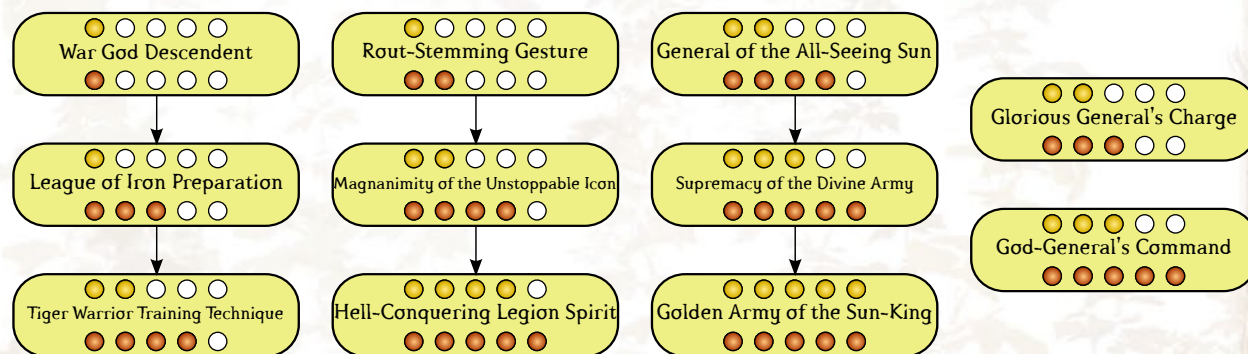 War God Descendent
Rout-Stemming Gesture
General of the All-Seeing Sun
Glorious General's Charge
League of Iron Preparation
Magnanimity of the Unstoppable Icon
Supremacy of the Divine Army
God-General's Command
Tiger Warrior Training Technique
Hell-Conquering Legion Spirit
Golden Army of the Sun-King